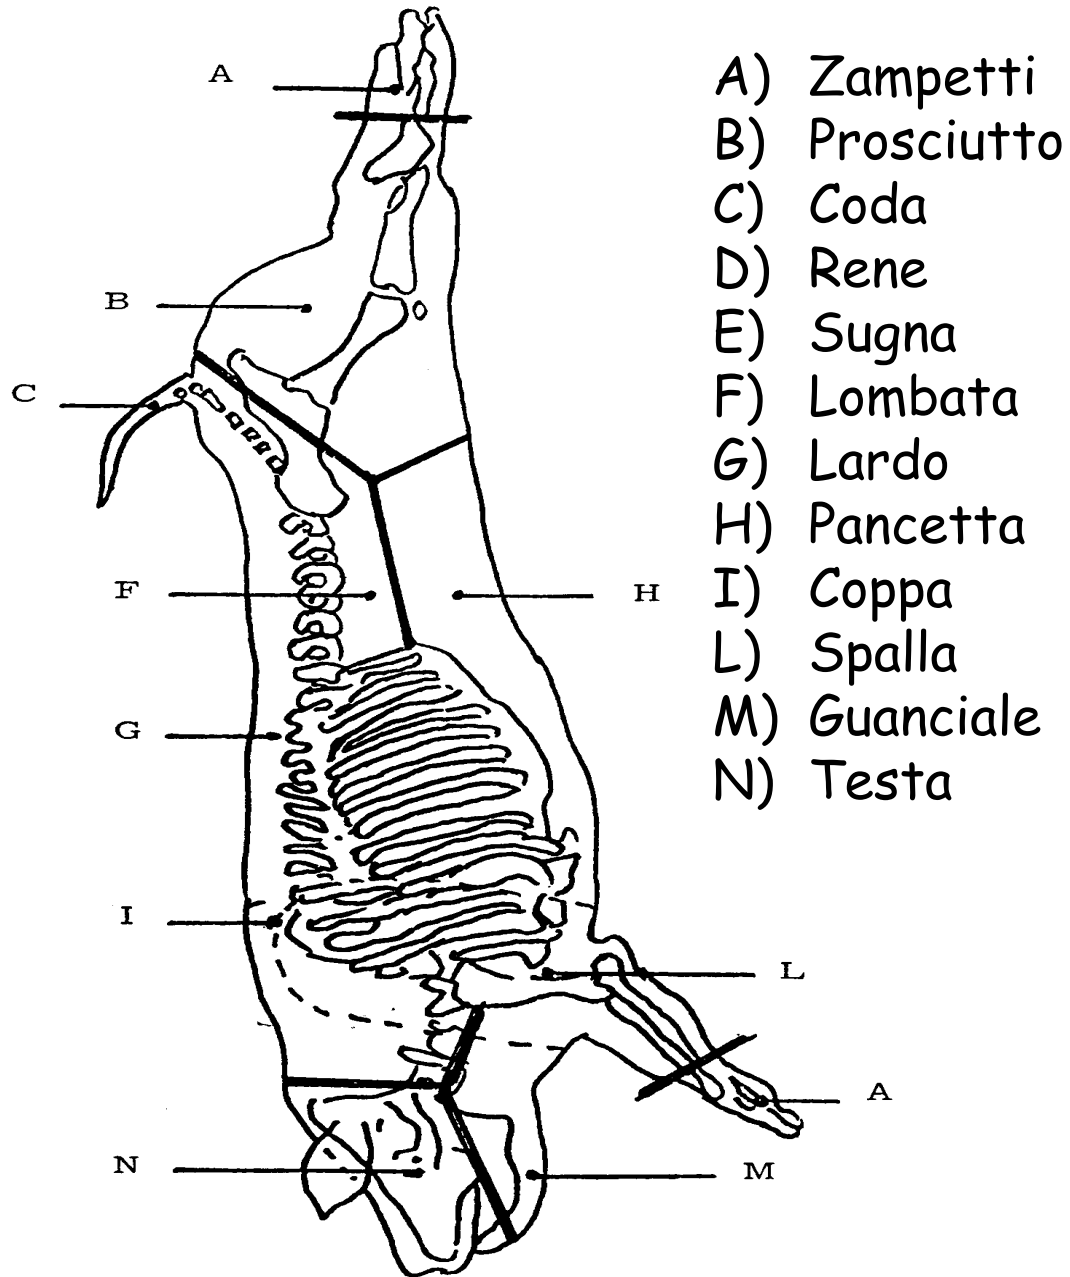 A
B
C
F
H
G
I
L
A
N
M
A) Zampetti
B) Prosciutto
C) Coda
D) Rene
E) Sugna
F) Lombata
G) Lardo
H) Pancetta
I) Coppa
L) Spalla
M) Guanciale
N) Testa